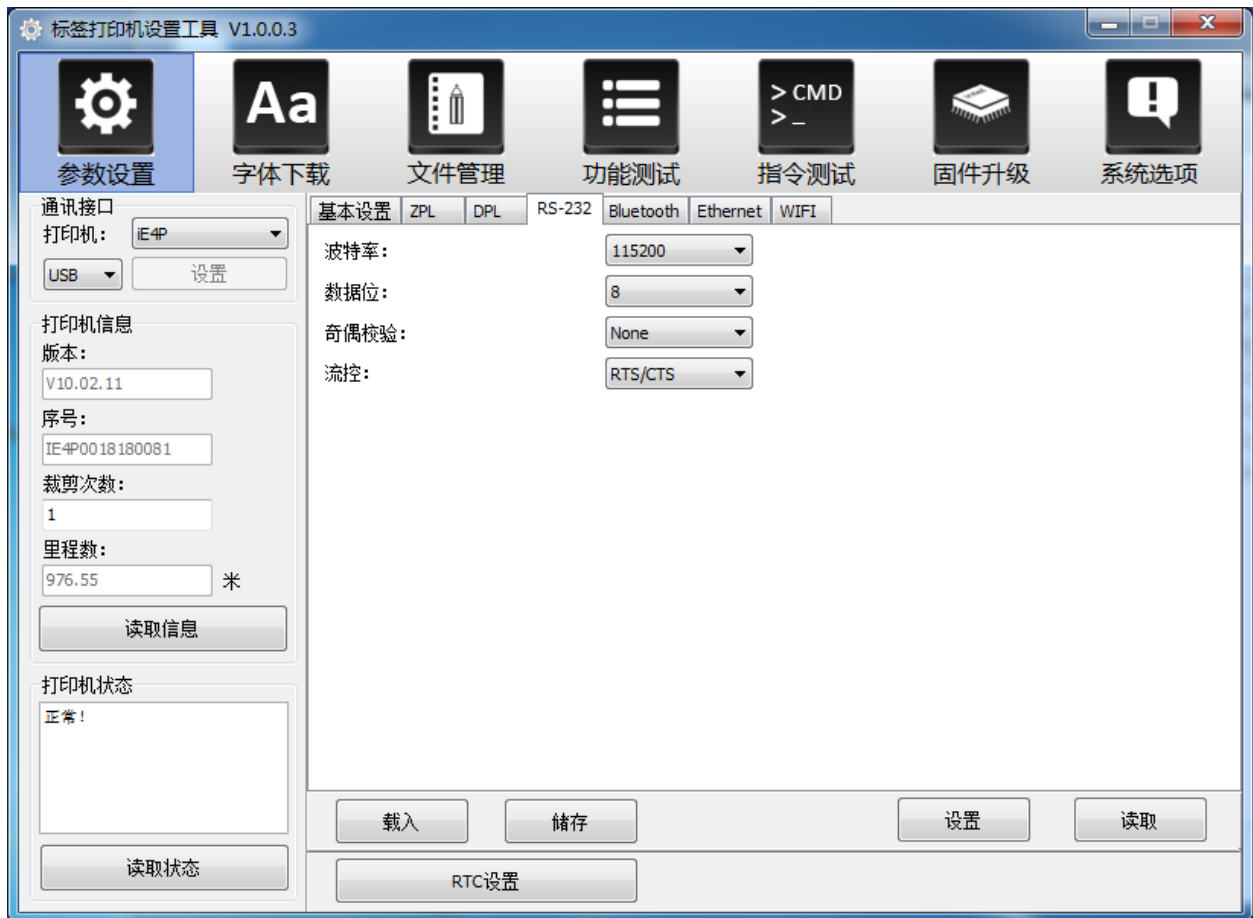 标签打印机设置工具 V1.0.0.3
Aa
> CMD
>_
参数设置 字体下载 文件管理 功能测试 指令测试 固件升级 系统选项
通讯接口
打印机： iE4P
USB 设置
打印机信息
版本：
V10.02.11
序号：
IE4P0018180081
裁剪次数：
1
里程数：
976.55 米
读取信息
打印机状态
正常!
读取状态
基本设置 ZPL DPL RS-232 Bluetooth Ethernet WIFI
波特率： 115200
数据位： 8
奇偶校验： None
流控： RTS/CTS
载入 储存 设置 读取
RTC设置